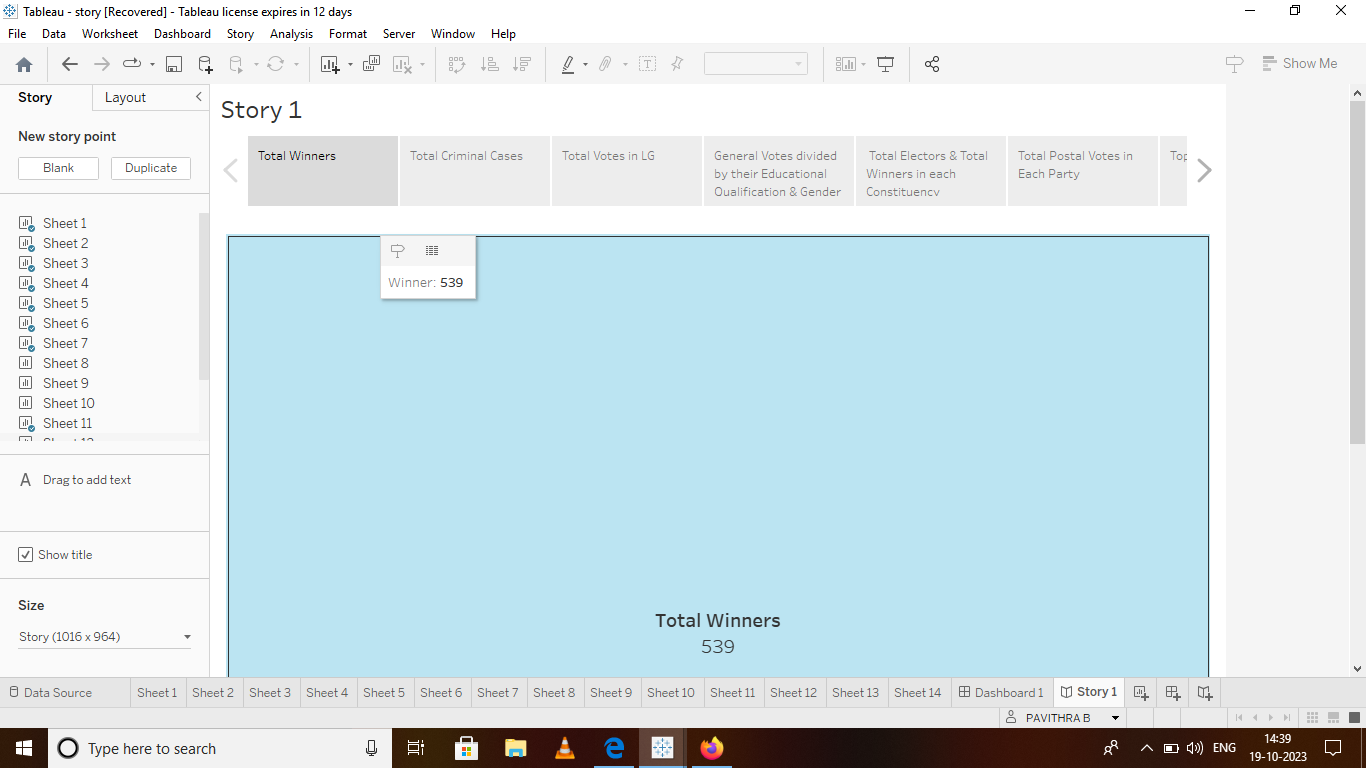 Tableau - story [Recovered] - Tableau license expires in 12 days
File Data Worksheet Dashboard Story Analysis Format Server Window Help
Show Me
Story Layout
New story point
Blank Duplicate
Sheet 1
Sheet 2
Sheet 3
Sheet 4
Sheet 5
Sheet 6
Sheet 7
Sheet 8
Sheet 9
Sheet 10
Sheet 11
A Drag to add text
Show title
Size
Story (1016 x 964)
Story 1
Total Winners
Total Criminal Cases
Total Votes in LG
General Votes divided
by their Educational
Qualification & Gender
Total Electors & Total
Winners in each
Constituency
Total Postal Votes in
Each Party
Winner: 539
Total Winners
539
Data Source Sheet 1 Sheet 2 Sheet 3 Sheet 4 Sheet 5 Sheet 6 Sheet 7 Sheet 8 Sheet 9 Sheet 10 Sheet 11 Sheet 12 Sheet 13 Sheet 14 Dashboard 1 Story 1
PAVITHRA B
Type here to search
ENG
14:39
19-10-2023